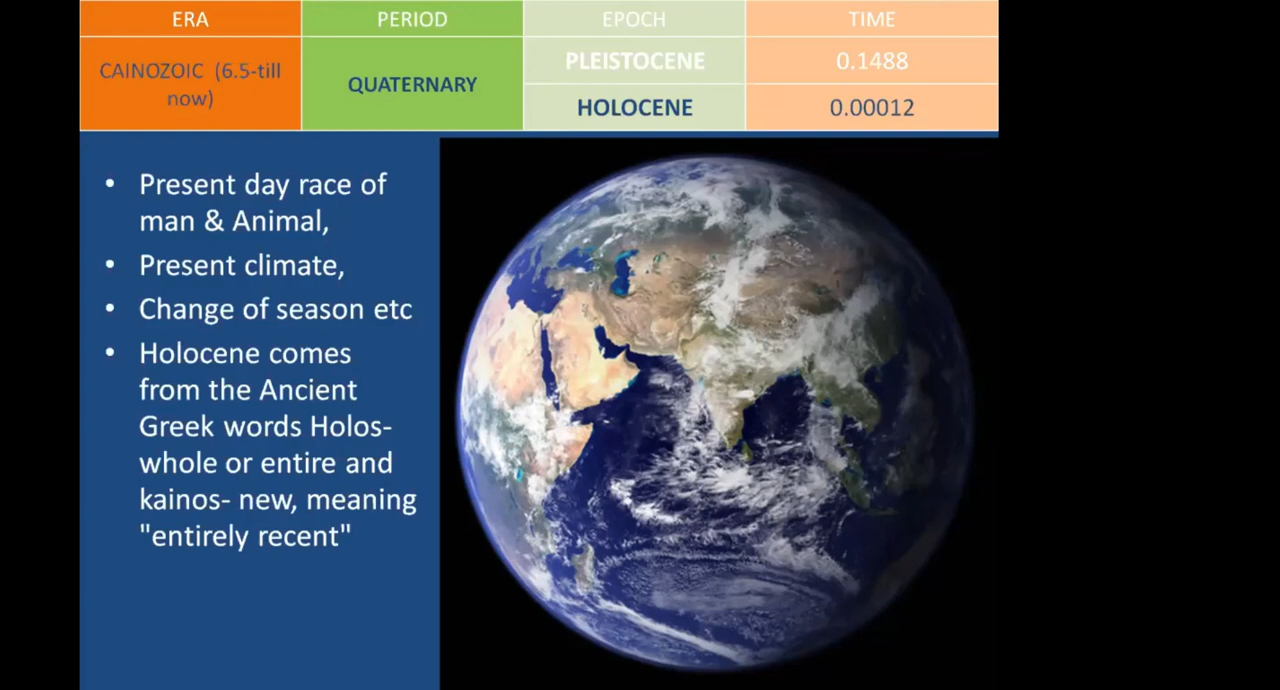 ERA PERIOD EPOCH TIME
CAINOZOIC (6.5-till
now)
QUATERNARY
PLEISTOCENE 0.1488
HOLOCENE 0.00012
• Present day race of
man & Animal,
• Present climate,
• Change of season etc
• Holocene comes
from the Ancient
Greek words Holos-
whole or entire and
kainos- new, meaning
"entirely recent"